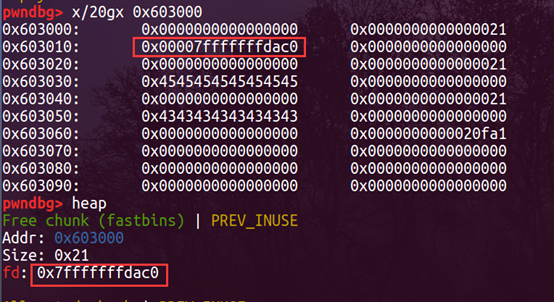 pwndbg> x/20gx 0x603000
0x603000: 0x0000000000000000 0x0000000000000021
0x603010: 0x00007fffffffdac0 0x0000000000000000
0x603020: 0x0000000000000000 0x0000000000000021
0x603030: 0x4545454545454545 0x0000000000000000
0x603040: 0x0000000000000000 0x0000000000000021
0x603050: 0x4343434343434343 0x0000000000000000
0x603060: 0x0000000000000000 0x0000000000020fa1
0x603070: 0x0000000000000000 0x0000000000000000
0x603080: 0x0000000000000000 0x0000000000000000
0x603090: 0x0000000000000000 0x0000000000000000
pwndbg> heap
Free chunk (fastbins) | PREV_INUSE
Addr: 0x603000
Size: 0x21
fd: 0x7fffffffdac0